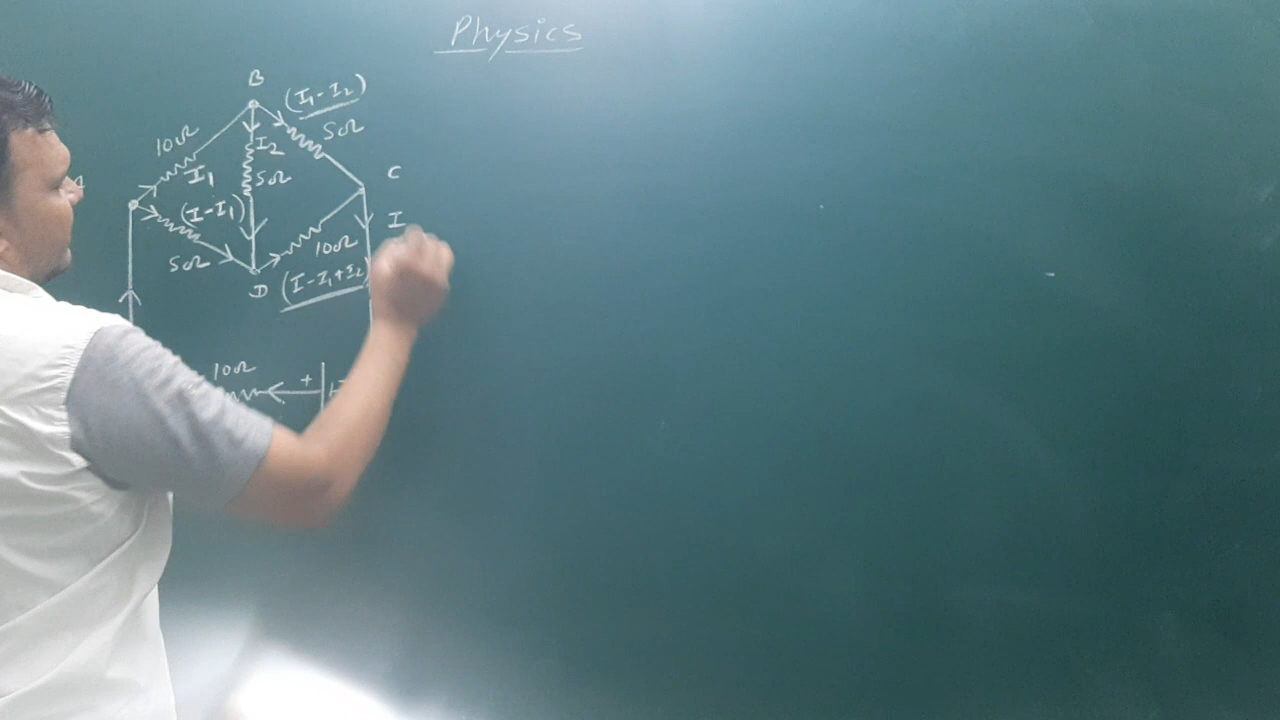 Physics
B
(I₁-I₂)
10Ω
5Ω
I₂
I₁
5Ω
C
(I-I₁)
I
10Ω
5Ω
D
(I-I₁+I₂)
10Ω
+